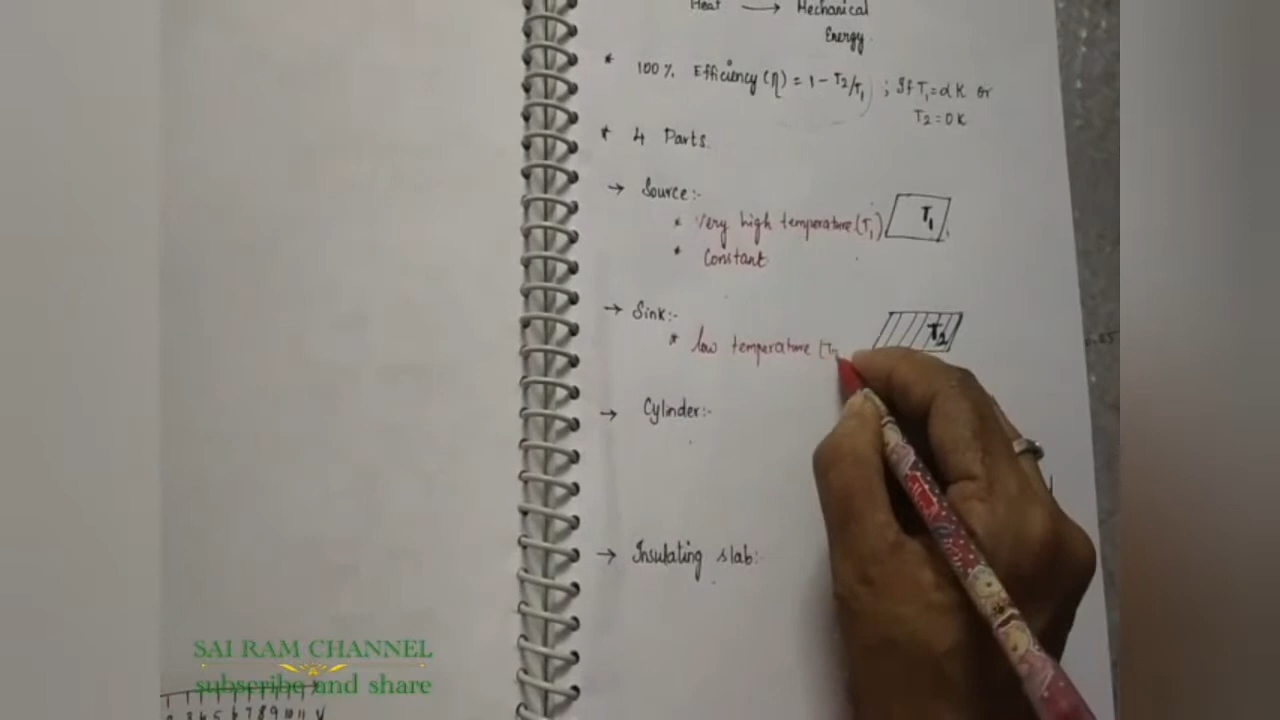 Heat → Mechanical
Energy.
* 100% Efficiency (η) = 1 - T2/T1 ; If T1 = α K or
T2 = 0 K
* 4 Parts.
→ Source:-
* Very high temperature (T1)
T1
* Constant
→ Sink:-
T2
* low temperature (T
→ Cylinder:-
→ Insulating slab:-
SAI RAM CHANNEL
subscribe and share